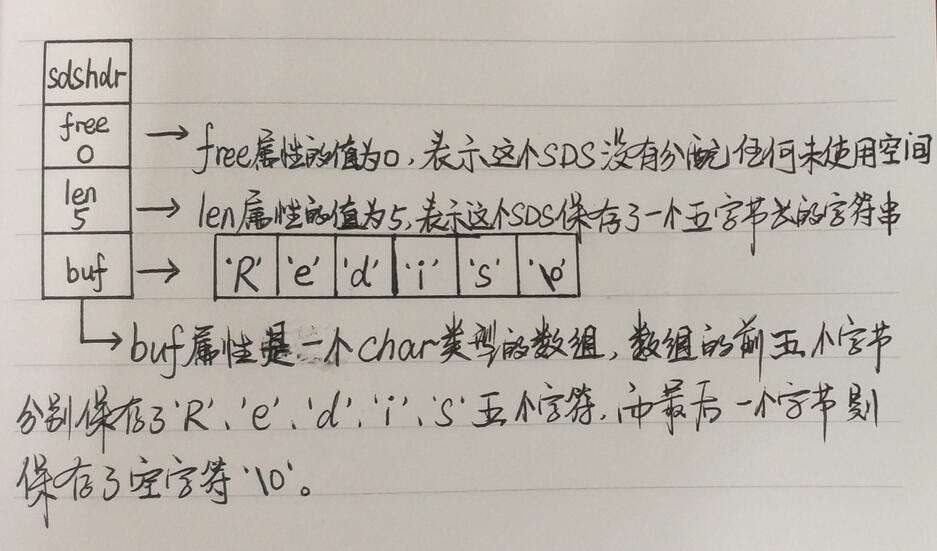 sdshdr
free
0
free属性的值为0,表示这个SDS没有分配任何未使用空间
len
5
len属性的值为5,表示这个SDS保存了一个五字节长的字符串
buf
'R' 'e' 'd' 'i' 's' '\0'
buf属性是一个char类型的数组,数组的前五个字节
分别保存了'R'、'e'、'd'、'i'、's'五个字符,而最后一个字节则
保存了空字符'\0'。